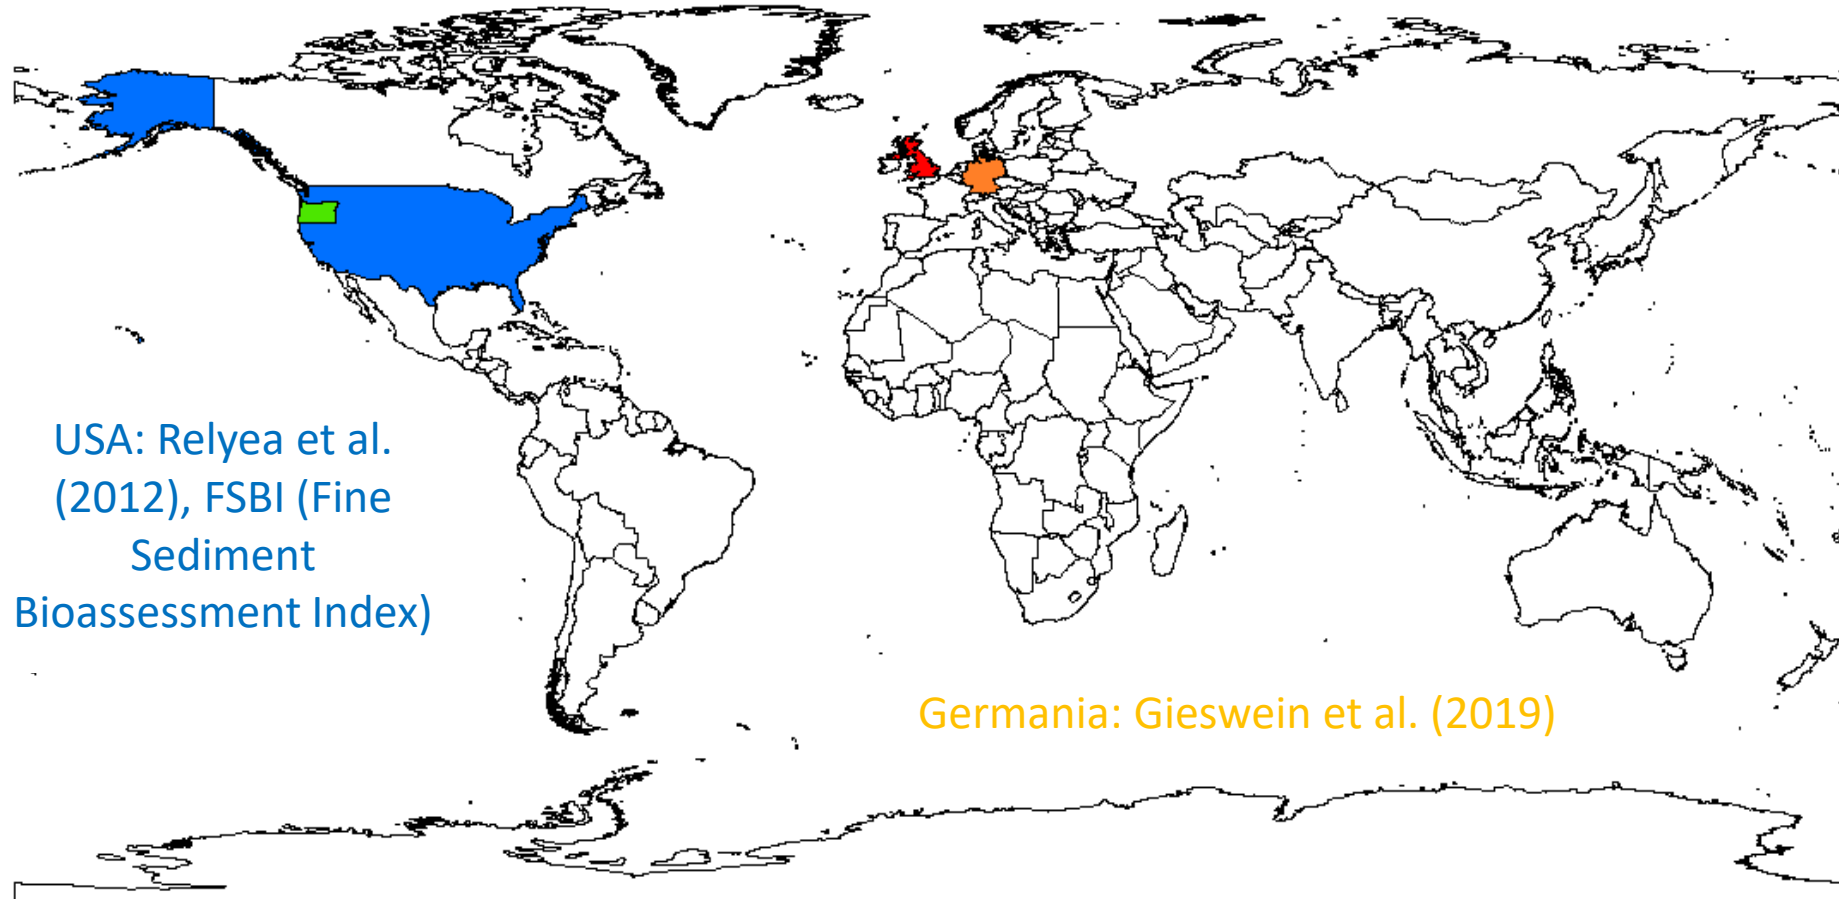 USA: Relyea et al.
(2012), FSBI (Fine
Sediment
Bioassessment Index)
Germania: Gieswein et al. (2019)